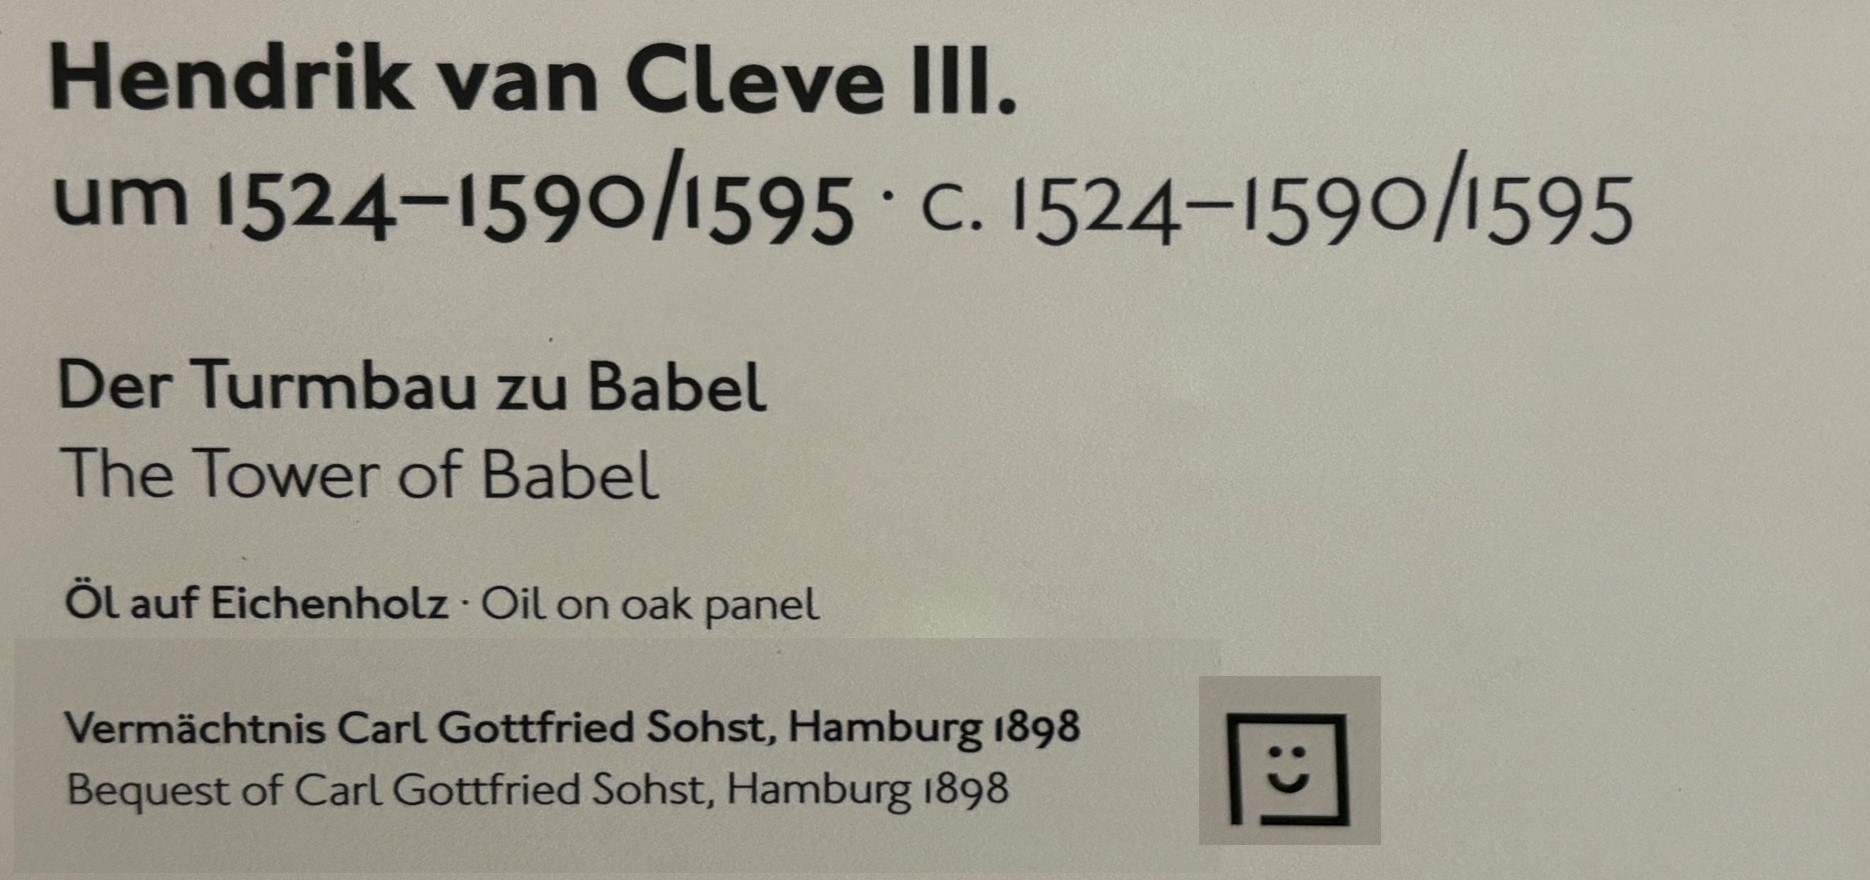 Hendrik van Cleve III.
um 1524–1590/1595 · c. 1524–1590/1595
Der Turmbau zu Babel
The Tower of Babel
Öl auf Eichenholz · Oil on oak panel
Vermächtnis Carl Gottfried Sohst, Hamburg 1898
Bequest of Carl Gottfried Sohst, Hamburg 1898